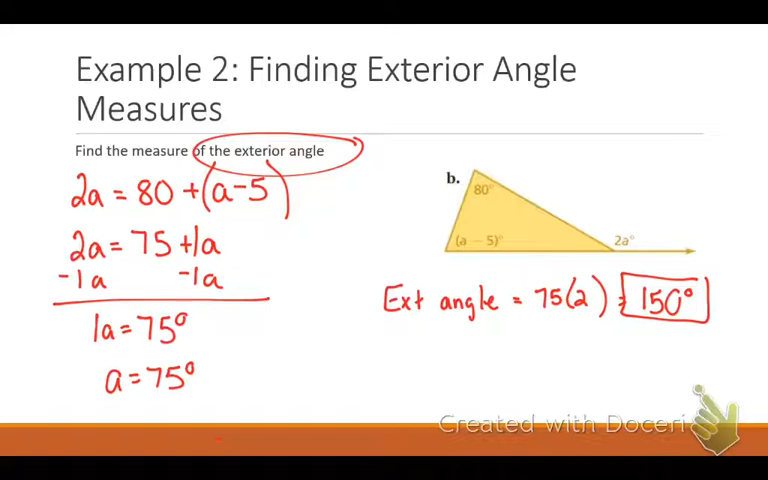 Example 2: Finding Exterior Angle
Measures
Find the measure of the exterior angle
2a = 80 + (a - 5)
2a = 75 + 1a
-1a -1a
1a = 75°
a = 75°
b.
80°
(a - 5)°
2a°
Ext angle = 75(2) = 150°
Created with Doceri